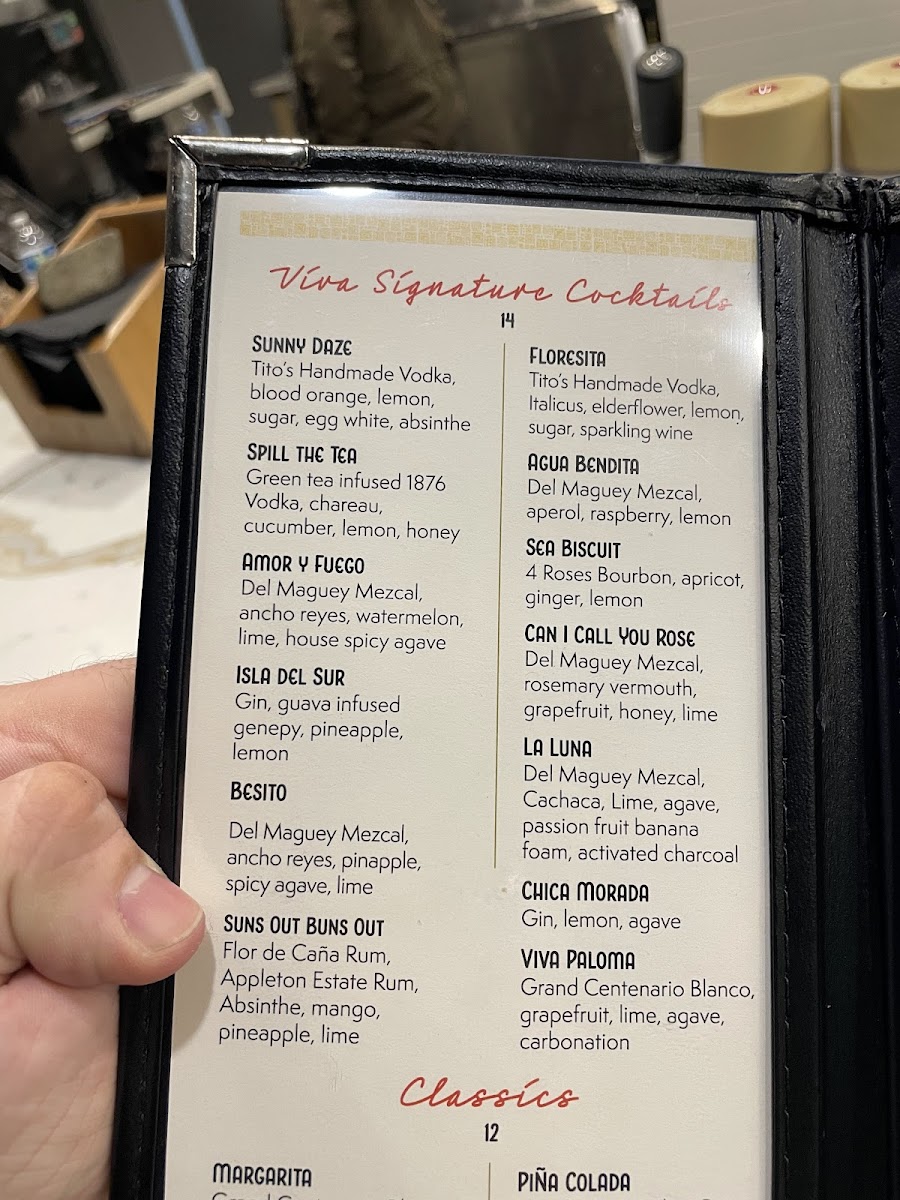 Viva Signature Cocktails
14
SUNNY DAZE
Tito's Handmade Vodka,
blood orange, lemon,
sugar, egg white, absinthe
SPILL THE TEA
Green tea infused 1876
Vodka, chareau,
cucumber, lemon, honey
AMOR Y FUEGO
Del Maguey Mezcal,
ancho reyes, watermelon,
lime, house spicy agave
ISLA DEL SUR
Gin, guava infused
genepy, pineapple,
lemon
BESITO
Del Maguey Mezcal,
ancho reyes, pinapple,
spicy agave, lime
SUNS OUT BUNS OUT
Flor de Caña Rum,
Appleton Estate Rum,
Absinthe, mango,
pineapple, lime
FLORESITA
Tito's Handmade Vodka,
Italicus, elderflower, lemon,
sugar, sparkling wine
AGUA BENDITA
Del Maguey Mezcal,
aperol, raspberry, lemon
SEA BISCUIT
4 Roses Bourbon, apricot,
ginger, lemon
CAN I CALL YOU ROSE
Del Maguey Mezcal,
rosemary vermouth,
grapefruit, honey, lime
LA LUNA
Del Maguey Mezcal,
Cachaca, Lime, agave,
passion fruit banana
foam, activated charcoal
CHICA MORADA
Gin, lemon, agave
VIVA PALOMA
Grand Centenario Blanco,
grapefruit, lime, agave,
carbonation
Classics
12
MARGARITA
PIÑA COLADA